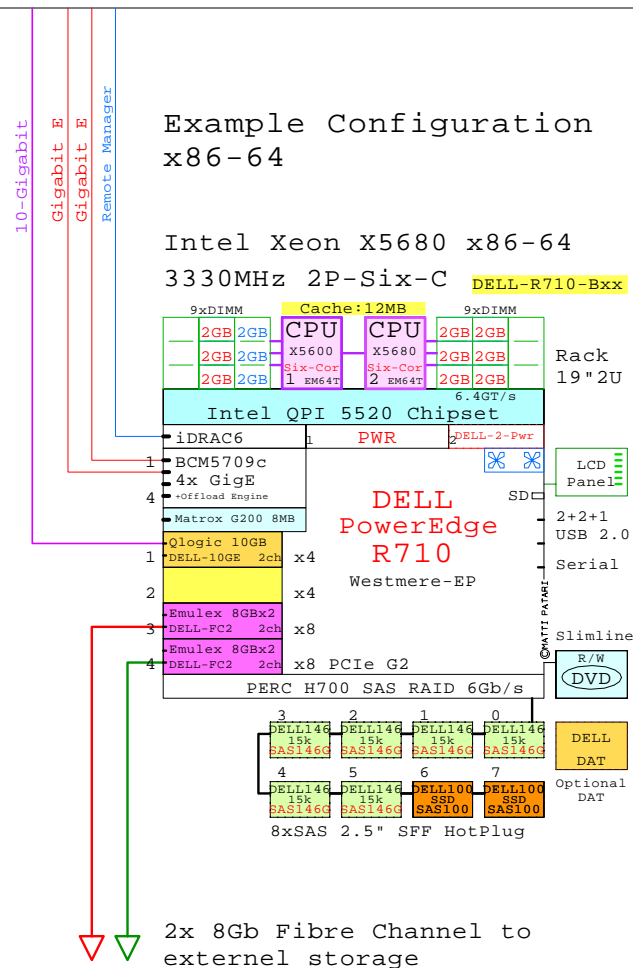 10-Gigabit
Gigabit E
Gigabit E
Remote Manager
Example Configuration
x86-64
Intel Xeon X5680 x86-64
3330MHz 2P-Six-C
DELL-R710-Bxx
9xDIMM
Cache:12MB
9xDIMM
2GB 2GB
CPU
CPU
2GB 2GB
2GB 2GB
X5600
X5680
2GB 2GB
Six-Cor
Six-Cor
2GB 2GB
1 EM64T
2 EM64T
2GB 2GB
Rack
19"2U
6.4GT/s
Intel QPI 5520 Chipset
iDRAC6
1 PWR
2 DELL-2-Pwr
1 BCM5709c
4x GigE
4 +Offload Engine
LCD
Panel
SD
Matrox G200 8MB
DELL
PowerEdge
R710
Westmere-EP
2+2+1
USB 2.0
Serial
Qlogic 10GB
1 DELL-10GE 2ch x4
2 x4
Emulex 8GBx2
3 DELL-FC2 2ch x8
Emulex 8GBx2
4 DELL-FC2 2ch x8 PCIe G2
©MATTI PATARI
Slimline
R/W
DVD
PERC H700 SAS RAID 6Gb/s
3 2 1 0
DELL146 DELL146 DELL146 DELL146
15k 15k 15k 15k
SAS146G SAS146G SAS146G SAS146G
DELL
DAT
Optional
DAT
4 5 6 7
DELL146 DELL146 DELL100 DELL100
15k 15k SSD SSD
SAS146G SAS146G SAS100 SAS100
8xSAS 2.5" SFF HotPlug
2x 8Gb Fibre Channel to
externel storage